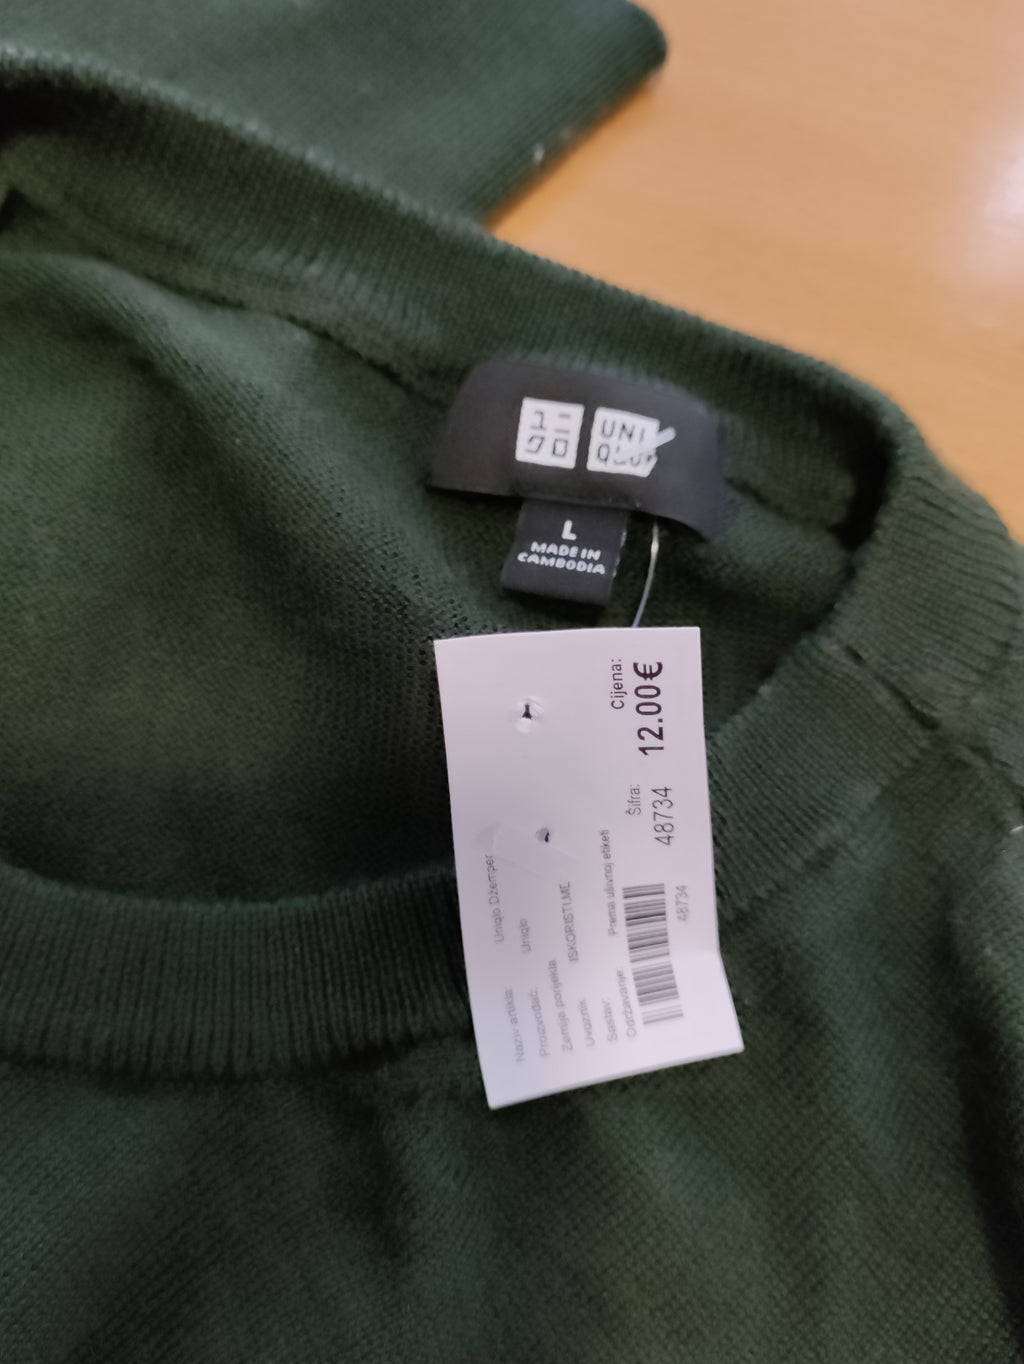 ユニ
クロ
UNI
QLO
L
MADE IN
CAMBODIA
Cijena:
12.00€
Šifra:
48734
Naziv artikla: Uniqlo Džemper
Proizvođač: Uniqlo
Zemlja porijekla:
Uvoznik: ISKORISTI.ME
Sastav:
Održavanje: Prema ušivnoj etiketi
48734